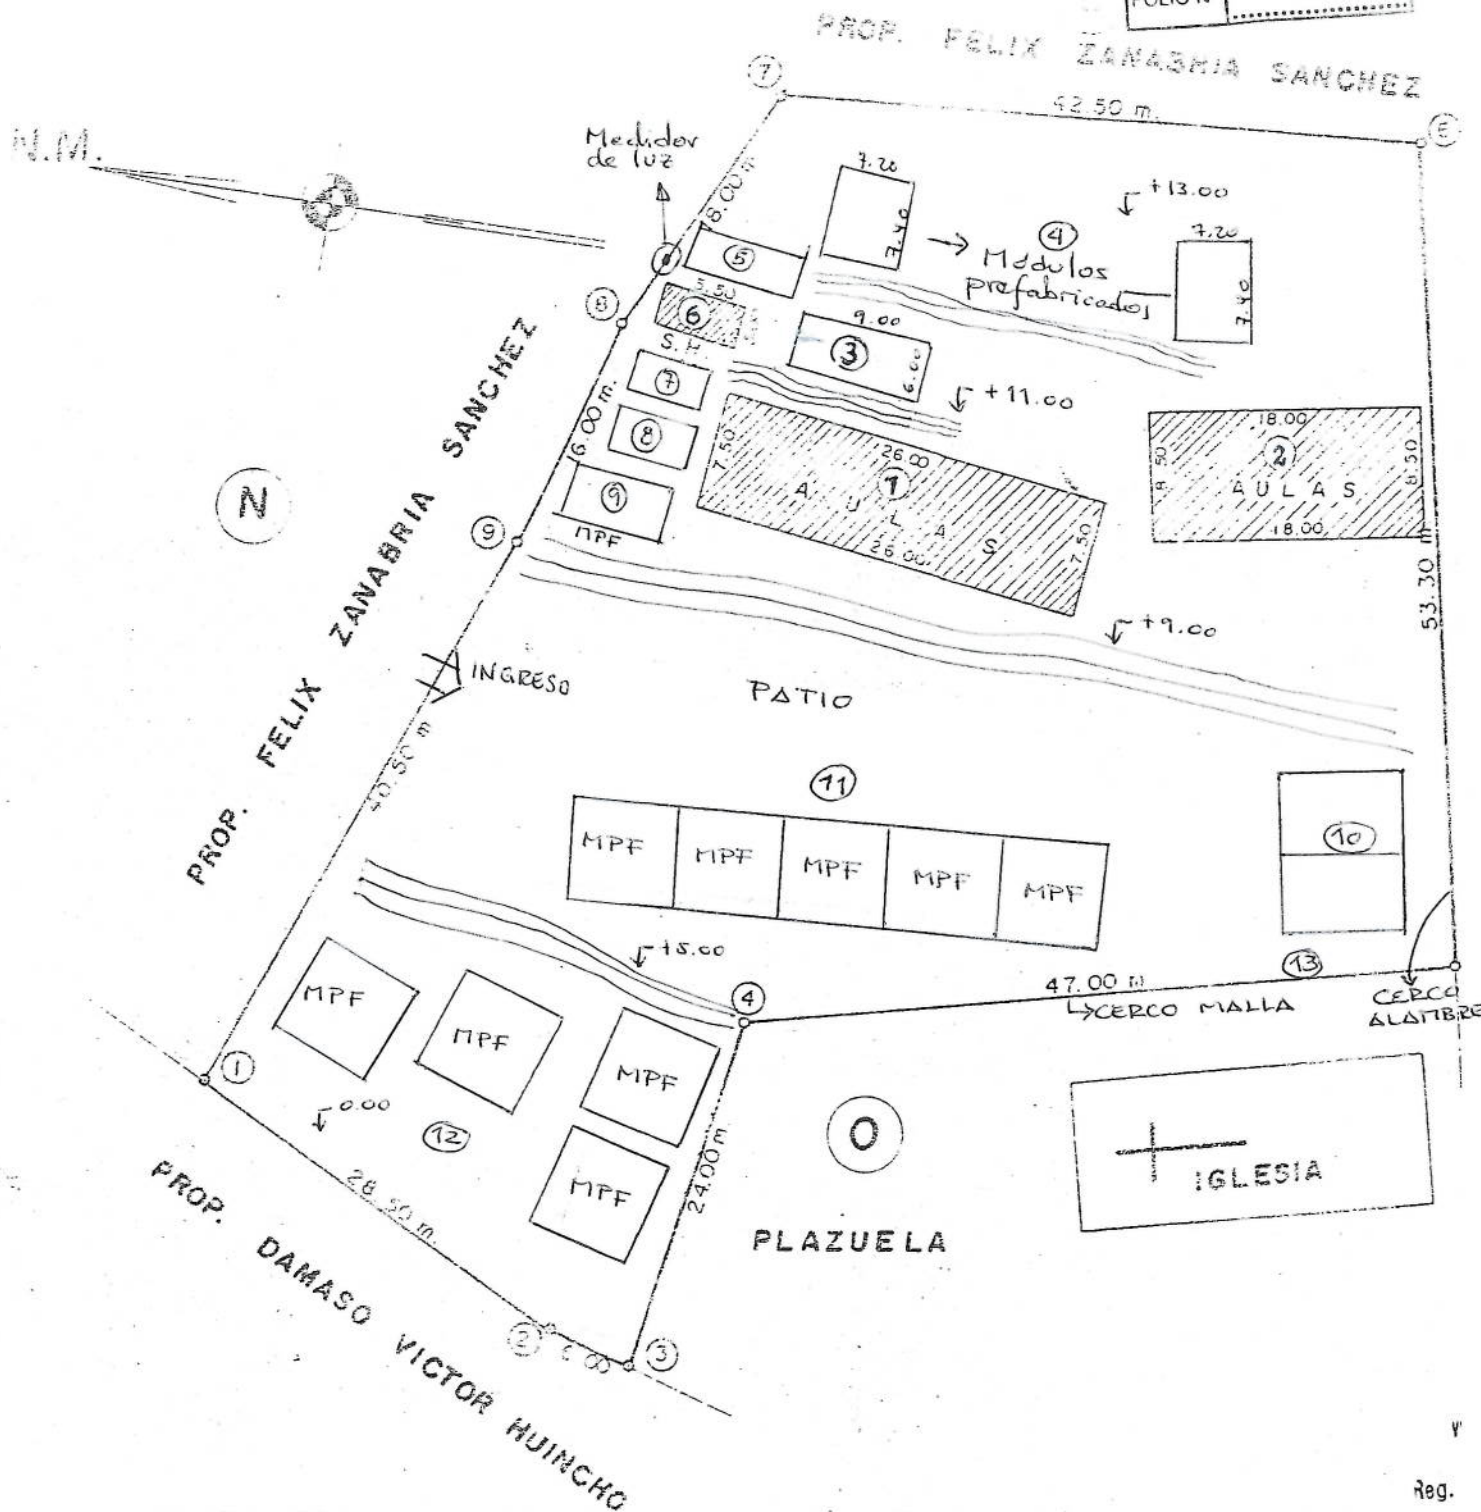 FOLIO N°
PROP. FELIX ZANABRIA SANCHEZ
7
42.50 m.
6
N.M.
Medidor
de luz
8.00 m
7.20
7.40
+13.00
4
Módulos
prefabricados
7.20
7.40
5
5.50
6
S.H.
8
9.00
3
6.00
7
+11.00
6.00 m.
8
9
MPF
7.50
26.00
1
AULAS
26.00
7.50
18.00
2
8.50
AULAS
8.50
18.00
53.30 m
N
9
PROP. FELIX ZANABRIA SANCHEZ
+9.00
INGRESO
PATIO
40.50 m
11
MPF
MPF
MPF
MPF
MPF
10
+5.00
4
47.00 m
13
CERCO MALLA
CERCO
ALAMBRE
MPF
MPF
MPF
MPF
1
0.00
12
O
24.00 m.
IGLESIA
PLAZUELA
28.50 m.
PROP. DAMASO VICTOR HUINCHO
2
3
Reg.